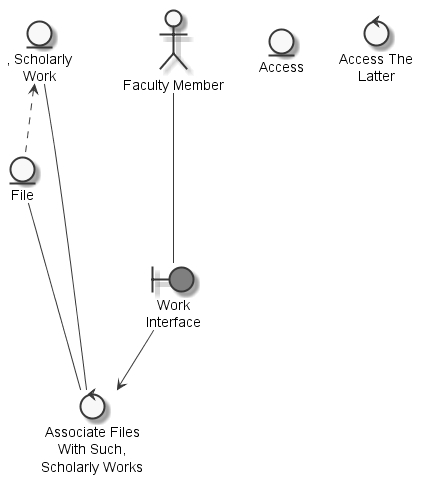 , Scholarly
Work
Faculty Member
Access
Access The
Latter
File
Work
Interface
Associate Files
With Such,
Scholarly Works